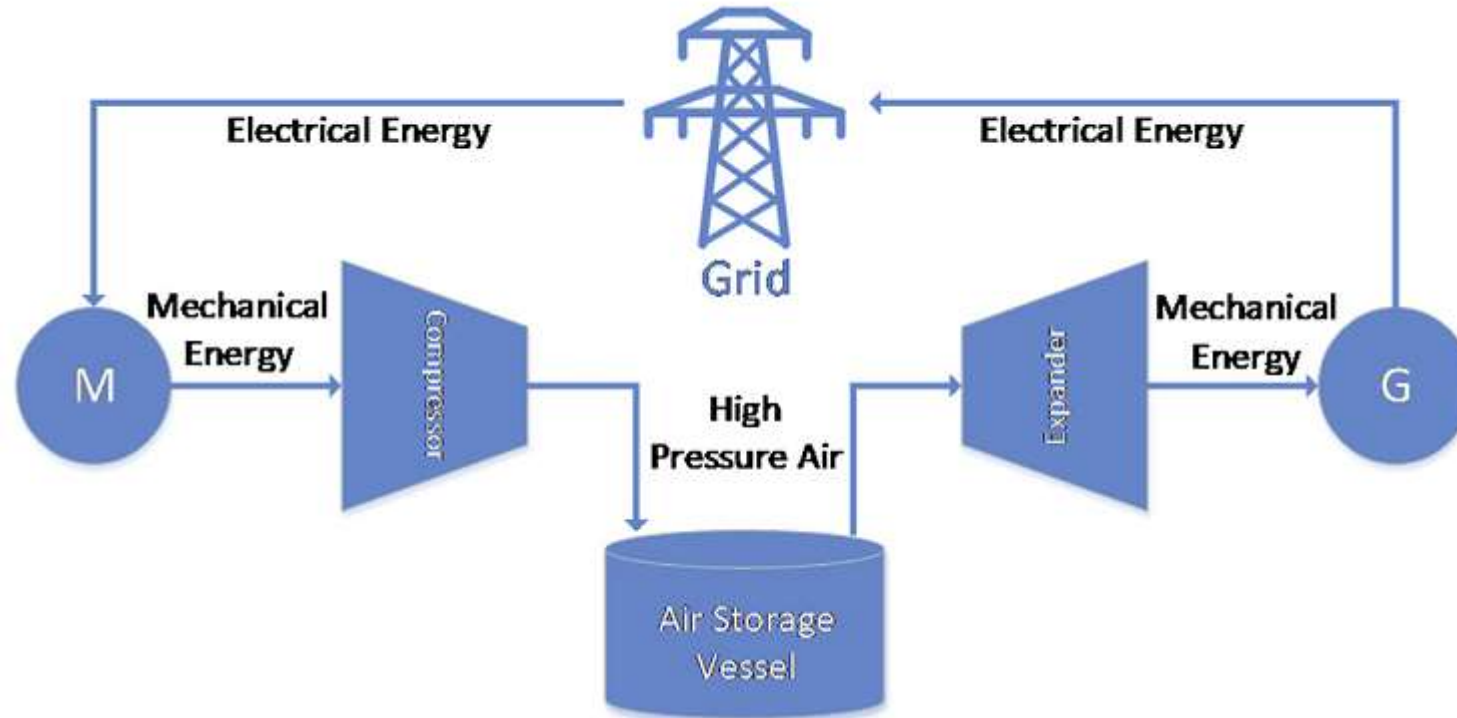 Electrical Energy
Electrical Energy
Grid
Mechanical
Energy
Mechanical
Energy
M
Compressor
High
Pressure Air
Expander
G
Air Storage
Vessel